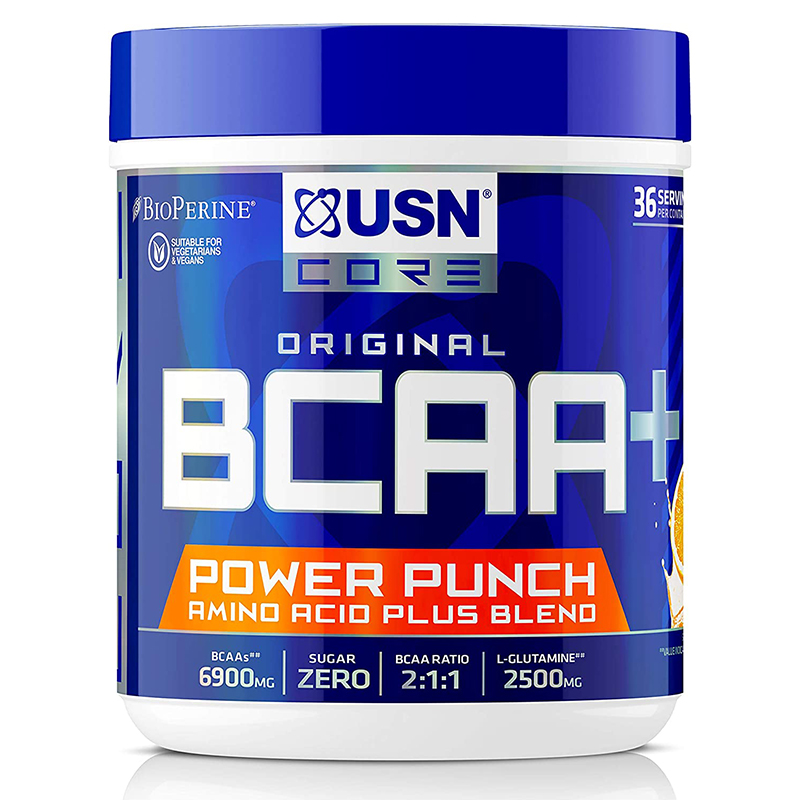 BIOPERINE®
SUITABLE FOR
VEGETARIANS
& VEGANS
USN®
CORE
36
ORIGINAL
BCAA+
POWER PUNCH
AMINO ACID PLUS BLEND
BCAAs##
6900MG
SUGAR
ZERO
BCAA RATIO
2:1:1
L-GLUTAMINE##
2500MG